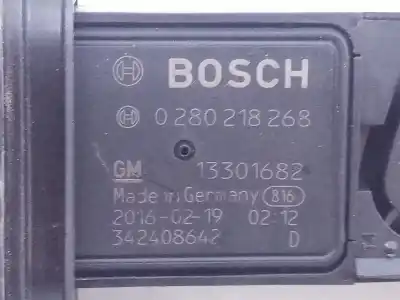 BOSCH
0 280 218 268
GM 13301682
Made in Germany 816
2016-02-19 02:12
342408642 D